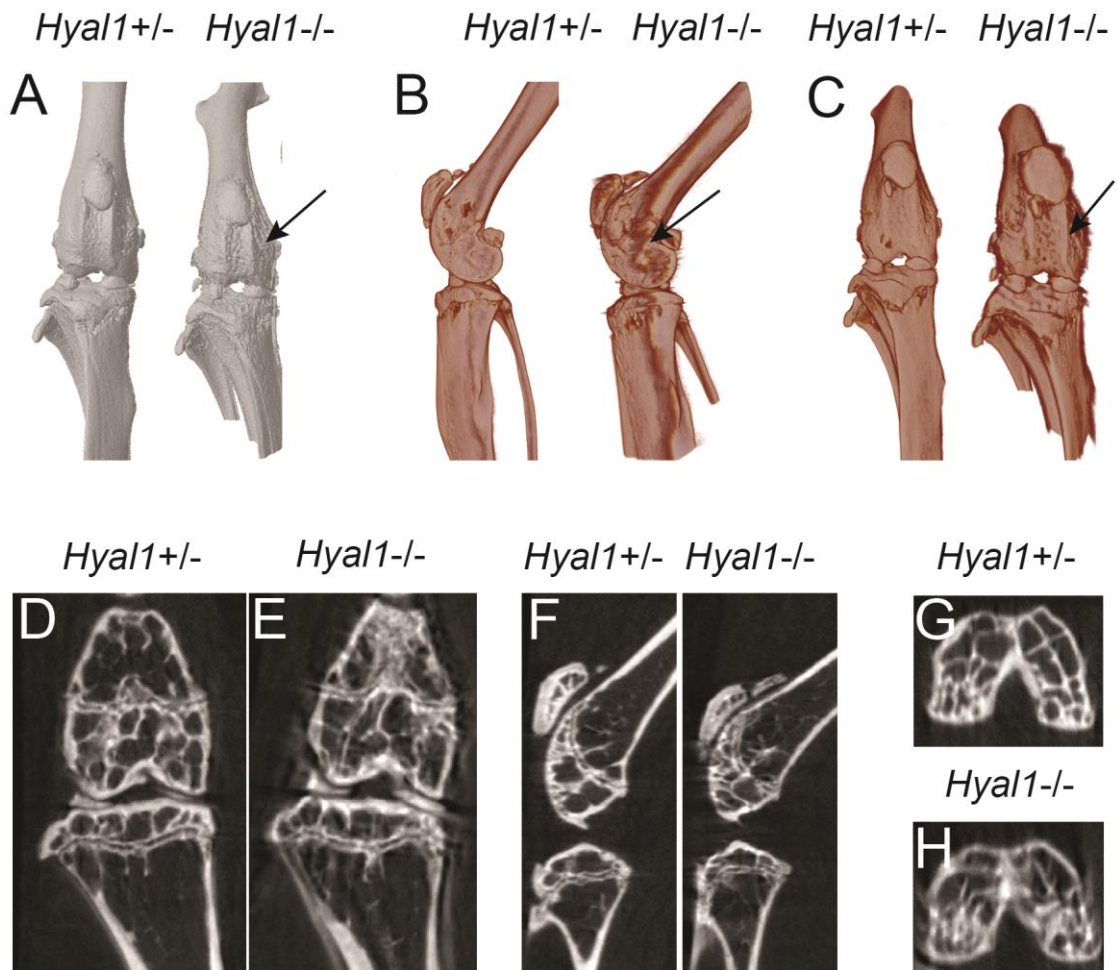 Hyal1+/- Hyal1-/- Hyal1+/- Hyal1-/- Hyal1+/- Hyal1-/-
A B C
Hyal1+/- Hyal1-/- Hyal1+/- Hyal1-/- Hyal1+/-
D E F G
Hyal1-/-
H